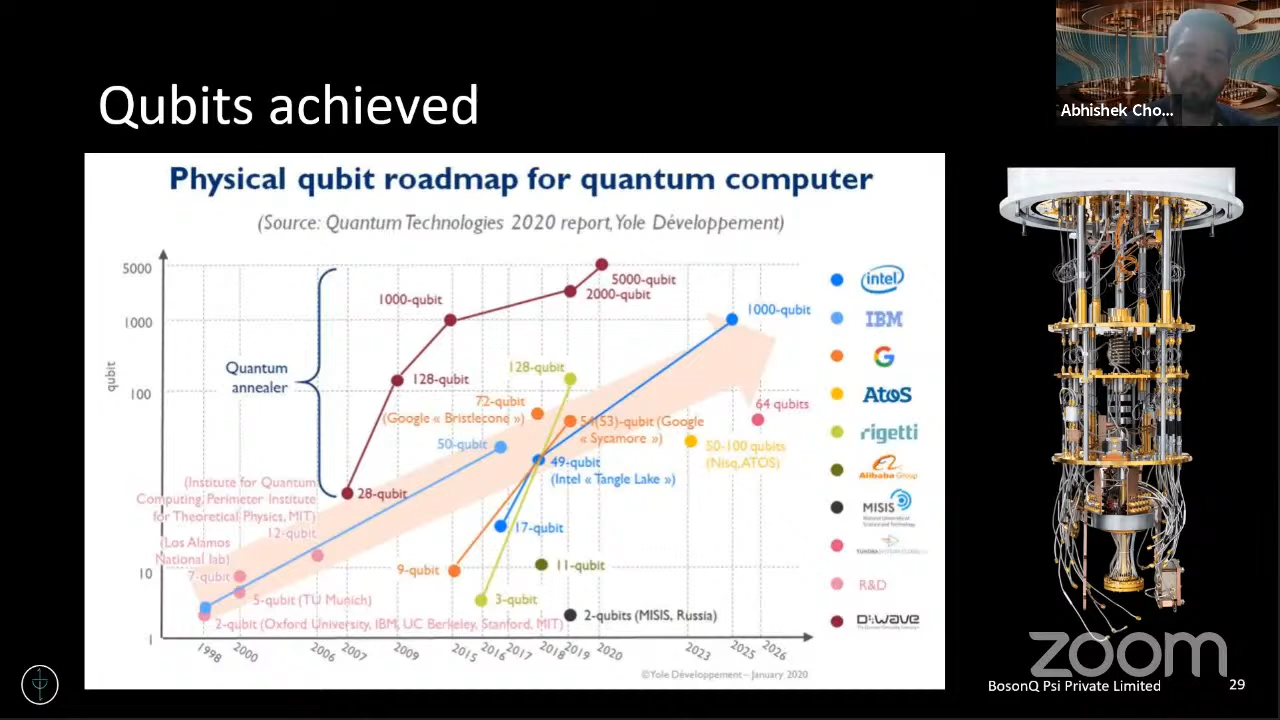 Abhishek Cho...
Qubits achieved
Physical qubit roadmap for quantum computer
(Source: Quantum Technologies 2020 report, Yole Développement)
qubit
5000
1000
100
10
1
Quantum
annealer
1000-qubit
5000-qubit
2000-qubit
128-qubit
28-qubit
1000-qubit
128-qubit
72-qubit
(Google « Bristlecone »)
54(53)-qubit (Google
« Sycamore »)
64 qubits
50-qubit
50-100 qubits
(Nisq, ATOS)
49-qubit
(Intel « Tangle Lake »)
(Institute for Quantum
Computing, Perimeter Institute
for Theoretical Physics, MIT)
12-qubit
17-qubit
(Los Alamos
National lab)
7-qubit
9-qubit
11-qubit
5-qubit (TU Munich)
3-qubit
2-qubit (Oxford University, IBM, UC Berkeley, Stanford, MIT)
2-qubits (MISIS, Russia)
1998
2000
2006
2007
2009
2015
2016
2017
2018
2019
2020
2023
2025
2026
©Yole Développement – January 2020
intel
IBM
G
Atos
rigetti
Alibaba Group
MISIS
National University of
Science and Technology
R&D
D:Wave
zoom
BosonQ Psi Private Limited
29